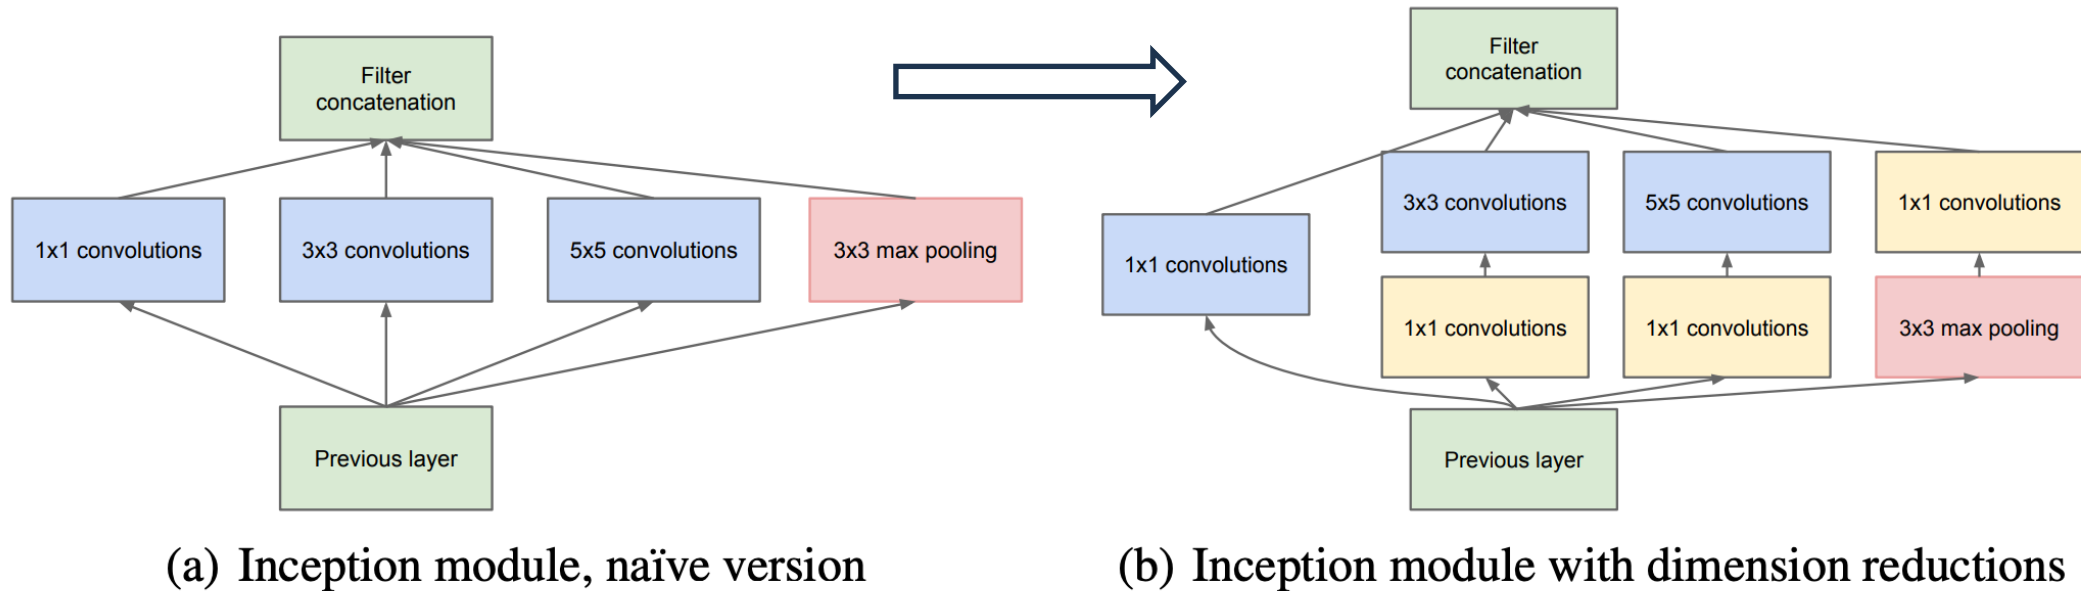 Filter
concatenation
1x1 convolutions
3x3 convolutions
5x5 convolutions
3x3 max pooling
Previous layer
(a) Inception module, naïve version
Filter
concatenation
3x3 convolutions
5x5 convolutions
1x1 convolutions
1x1 convolutions
1x1 convolutions
1x1 convolutions
3x3 max pooling
Previous layer
(b) Inception module with dimension reductions